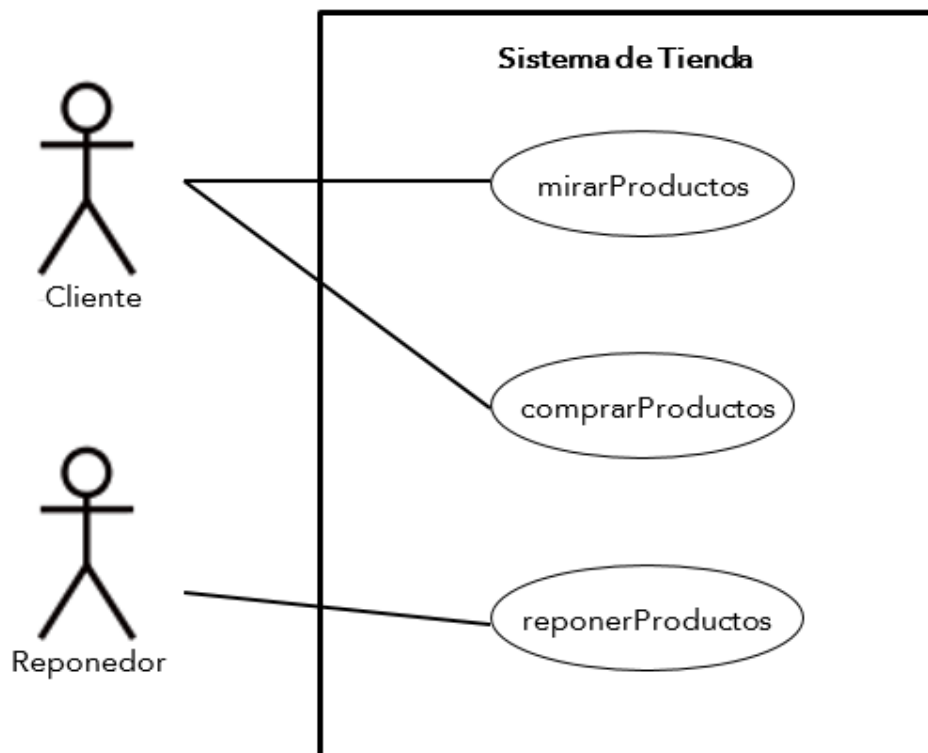 Sistema de Tienda
mirarProductos
Cliente
comprarProductos
reponerProductos
Reponedor